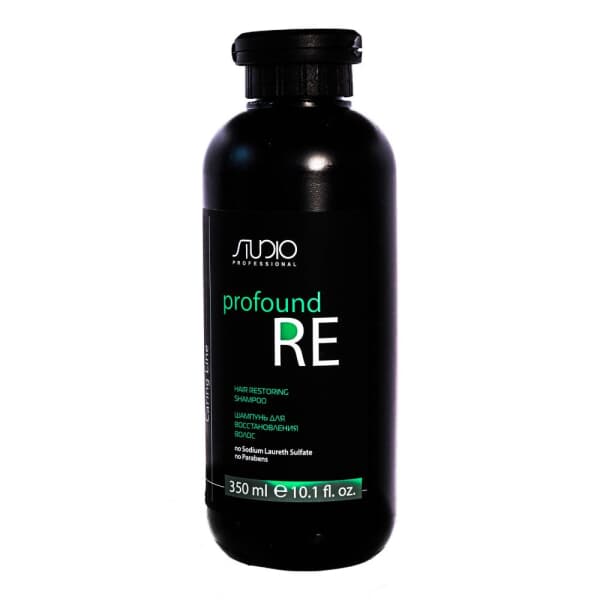 STUDIO
PROFESSIONAL
profound
RE
HAIR RESTORING
SHAMPOO
ШАМПУНЬ ДЛЯ
ВОССТАНОВЛЕНИЯ
ВОЛОС
no Sodium Laureth Sulfate
no Parabens
350 ml e 10.1 fl. oz.
Caring Line